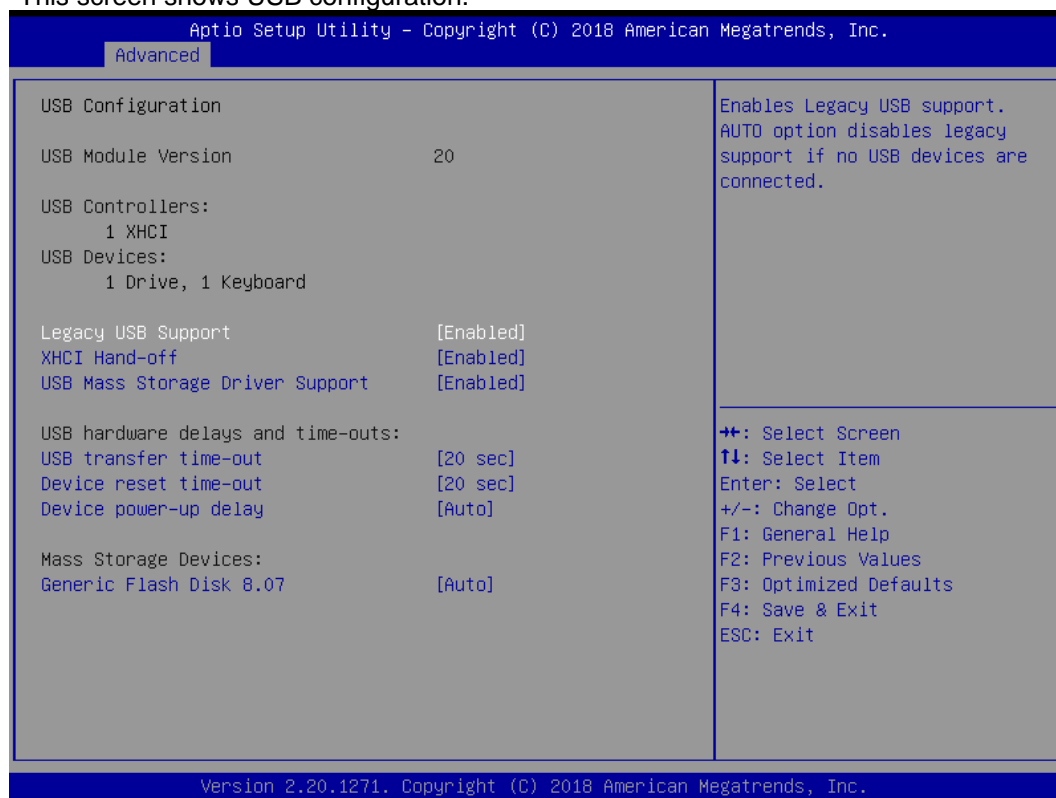 This screen shows USB configuration.
Aptio Setup Utility – Copyright (C) 2018 American Megatrends, Inc.
Advanced
USB Configuration
USB Module Version 20
USB Controllers:
1 XHCI
USB Devices:
1 Drive, 1 Keyboard
Legacy USB Support [Enabled]
XHCI Hand-off [Enabled]
USB Mass Storage Driver Support [Enabled]
USB hardware delays and time-outs:
USB transfer time-out [20 sec]
Device reset time-out [20 sec]
Device power-up delay [Auto]
Mass Storage Devices:
Generic Flash Disk 8.07 [Auto]
Enables Legacy USB support.
AUTO option disables legacy
support if no USB devices are
connected.
→←: Select Screen
↑↓: Select Item
Enter: Select
+/-: Change Opt.
F1: General Help
F2: Previous Values
F3: Optimized Defaults
F4: Save & Exit
ESC: Exit
Version 2.20.1271. Copyright (C) 2018 American Megatrends, Inc.